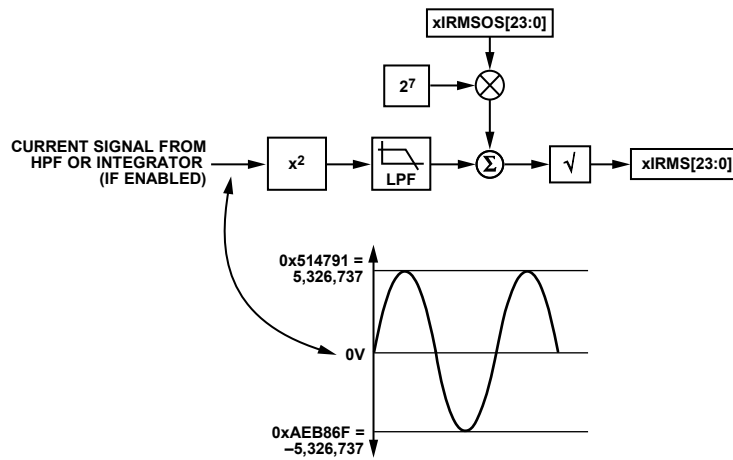 xIRMSOS[23:0]
2⁷
CURRENT SIGNAL FROM
HPF OR INTEGRATOR
(IF ENABLED)
x²
LPF
Σ
√
xIRMS[23:0]
0x514791 =
5,326,737
0V
0xAEB86F =
–5,326,737